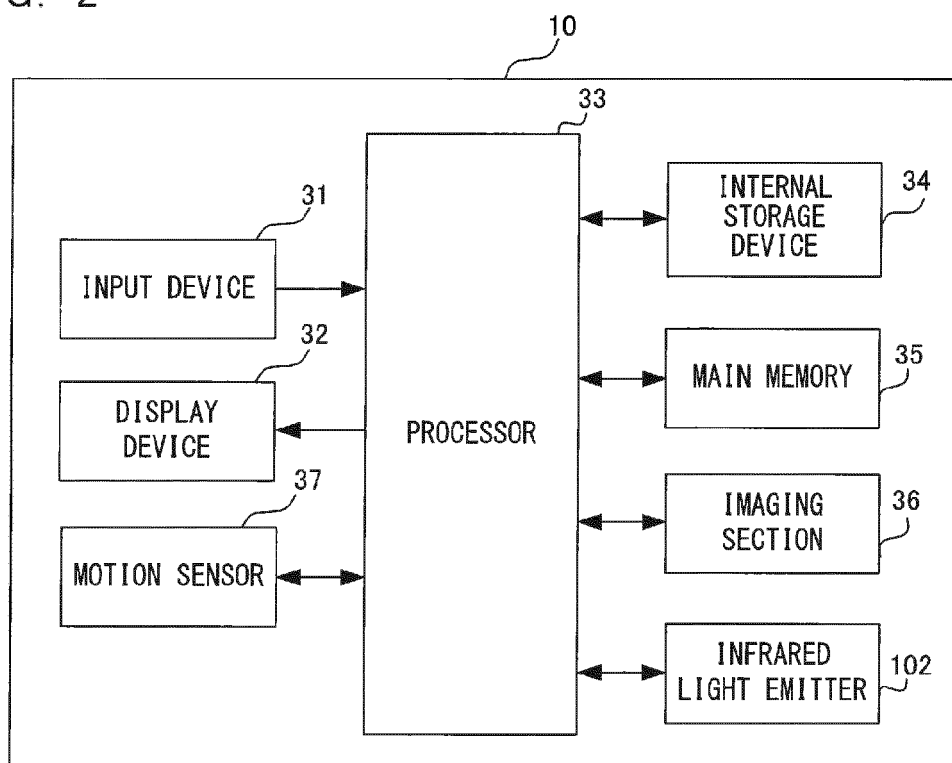 10
33
31
INPUT DEVICE
32
DISPLAY
DEVICE
37
MOTION SENSOR
PROCESSOR
INTERNAL
STORAGE
DEVICE
34
MAIN MEMORY
35
IMAGING
SECTION
36
INFRARED
LIGHT EMITTER
102